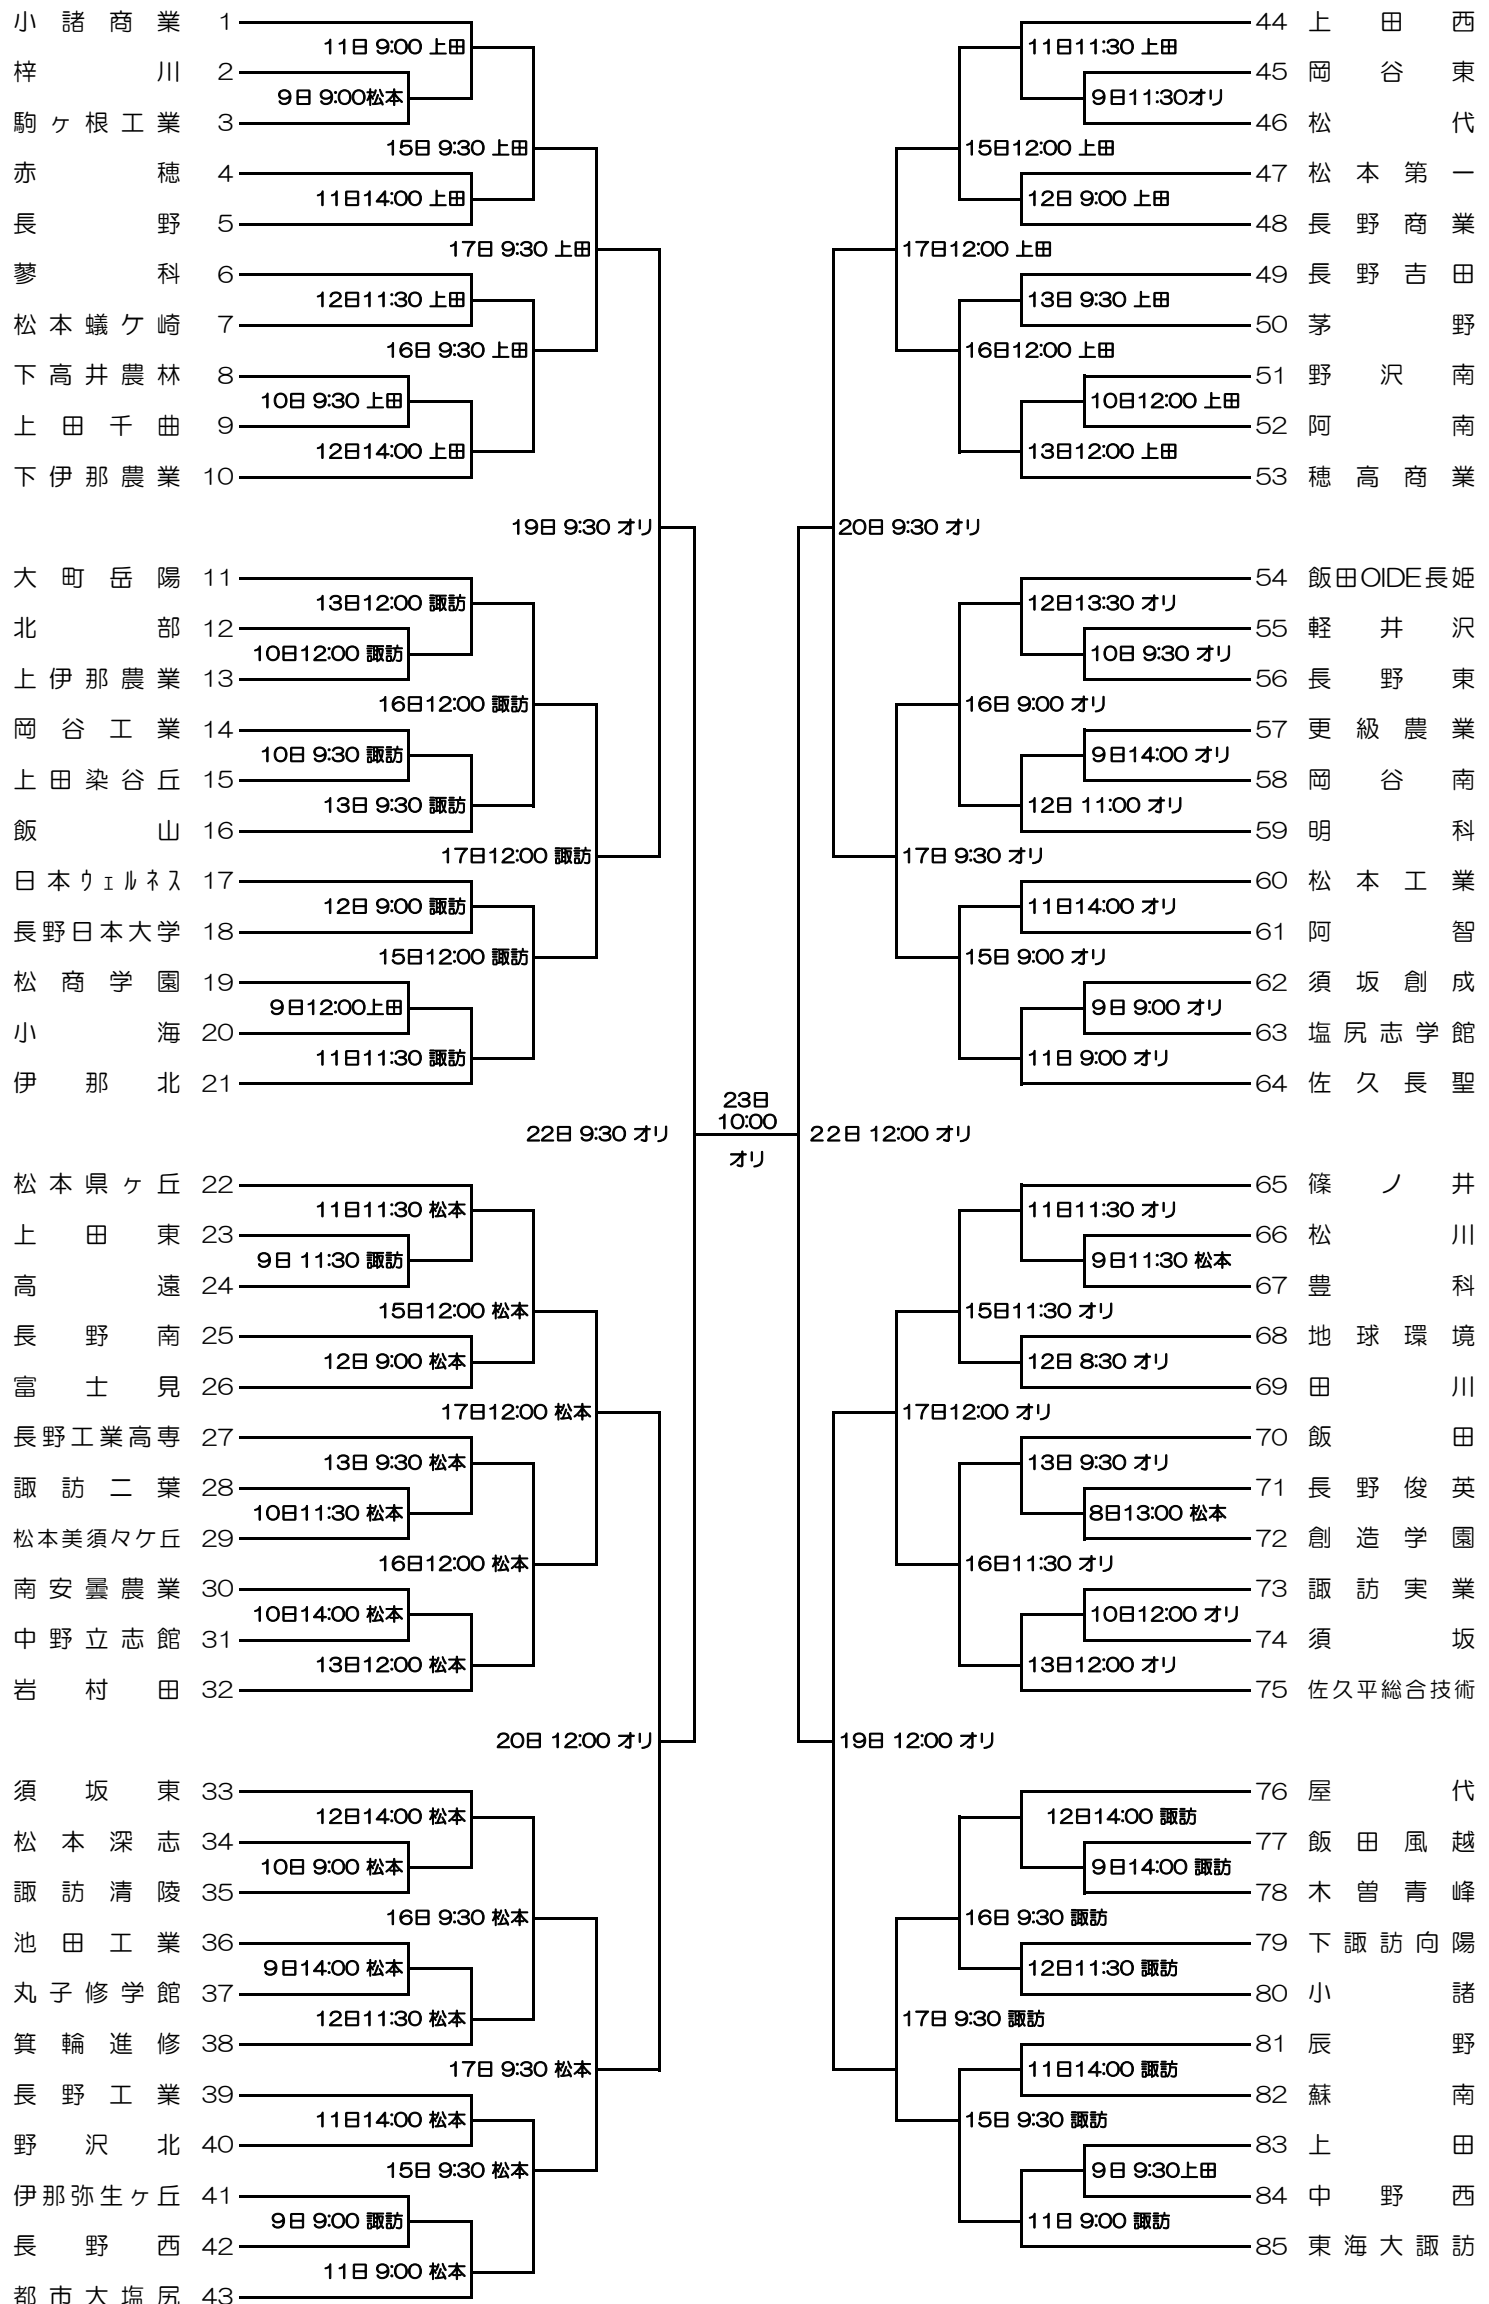 小諸商業 1
11日 9:00 上田
梓川 2
9日 9:00松本
駒ヶ根工業 3
15日 9:30 上田
赤穂 4
11日14:00 上田
長野 5
17日 9:30 上田
蓼科 6
12日11:30 上田
松本蟻ケ崎 7
16日 9:30 上田
下高井農林 8
10日 9:30 上田
上田千曲 9
12日14:00 上田
下伊那農業 10
19日 9:30 オリ
大町岳陽 11
13日12:00 諏訪
北部 12
10日12:00 諏訪
上伊那農業 13
16日12:00 諏訪
岡谷工業 14
10日 9:30 諏訪
上田染谷丘 15
13日 9:30 諏訪
飯山 16
17日12:00 諏訪
日本ｳｪﾙﾈｽ 17
12日 9:00 諏訪
長野日本大学 18
15日12:00 諏訪
松商学園 19
9日12:00上田
小海 20
11日11:30 諏訪
伊那北 21
22日 9:30 オリ
松本県ヶ丘 22
11日11:30 松本
上田東 23
9日 11:30 諏訪
高遠 24
15日12:00 松本
長野南 25
12日 9:00 松本
富士見 26
17日12:00 松本
長野工業高専 27
13日 9:30 松本
諏訪二葉 28
10日11:30 松本
松本美須々ケ丘 29
16日12:00 松本
南安曇農業 30
10日14:00 松本
中野立志館 31
13日12:00 松本
岩村田 32
20日 12:00 オリ
須坂東 33
12日14:00 松本
松本深志 34
10日 9:00 松本
諏訪清陵 35
16日 9:30 松本
池田工業 36
9日14:00 松本
丸子修学館 37
12日11:30 松本
箕輪進修 38
17日 9:30 松本
長野工業 39
11日14:00 松本
野沢北 40
15日 9:30 松本
伊那弥生ヶ丘 41
9日 9:00 諏訪
長野西 42
11日 9:00 松本
都市大塩尻 43
23日
10:00
オリ
44 上田西
11日11:30 上田
45 岡谷東
9日11:30オリ
46 松代
15日12:00 上田
47 松本第一
12日 9:00 上田
48 長野商業
17日12:00 上田
49 長野吉田
13日 9:30 上田
50 茅野
16日12:00 上田
51 野沢南
10日12:00 上田
52 阿南
13日12:00 上田
53 穂高商業
20日 9:30 オリ
54 飯田OIDE長姫
12日13:30 オリ
55 軽井沢
10日 9:30 オリ
56 長野東
16日 9:00 オリ
57 更級農業
9日14:00 オリ
58 岡谷南
12日 11:00 オリ
59 明科
17日 9:30 オリ
60 松本工業
11日14:00 オリ
61 阿智
15日 9:00 オリ
62 須坂創成
9日 9:00 オリ
63 塩尻志学館
11日 9:00 オリ
64 佐久長聖
22日 12:00 オリ
65 篠ノ井
11日11:30 オリ
66 松川
9日11:30 松本
67 豊科
15日11:30 オリ
68 地球環境
12日 8:30 オリ
69 田川
17日12:00 オリ
70 飯田
13日 9:30 オリ
71 長野俊英
8日13:00 松本
72 創造学園
16日11:30 オリ
73 諏訪実業
10日12:00 オリ
74 須坂
13日12:00 オリ
75 佐久平総合技術
19日 12:00 オリ
76 屋代
12日14:00 諏訪
77 飯田風越
9日14:00 諏訪
78 木曽青峰
16日 9:30 諏訪
79 下諏訪向陽
12日11:30 諏訪
80 小諸
17日 9:30 諏訪
81 辰野
11日14:00 諏訪
82 蘇南
15日 9:30 諏訪
83 上田
9日 9:30上田
84 中野西
11日 9:00 諏訪
85 東海大諏訪